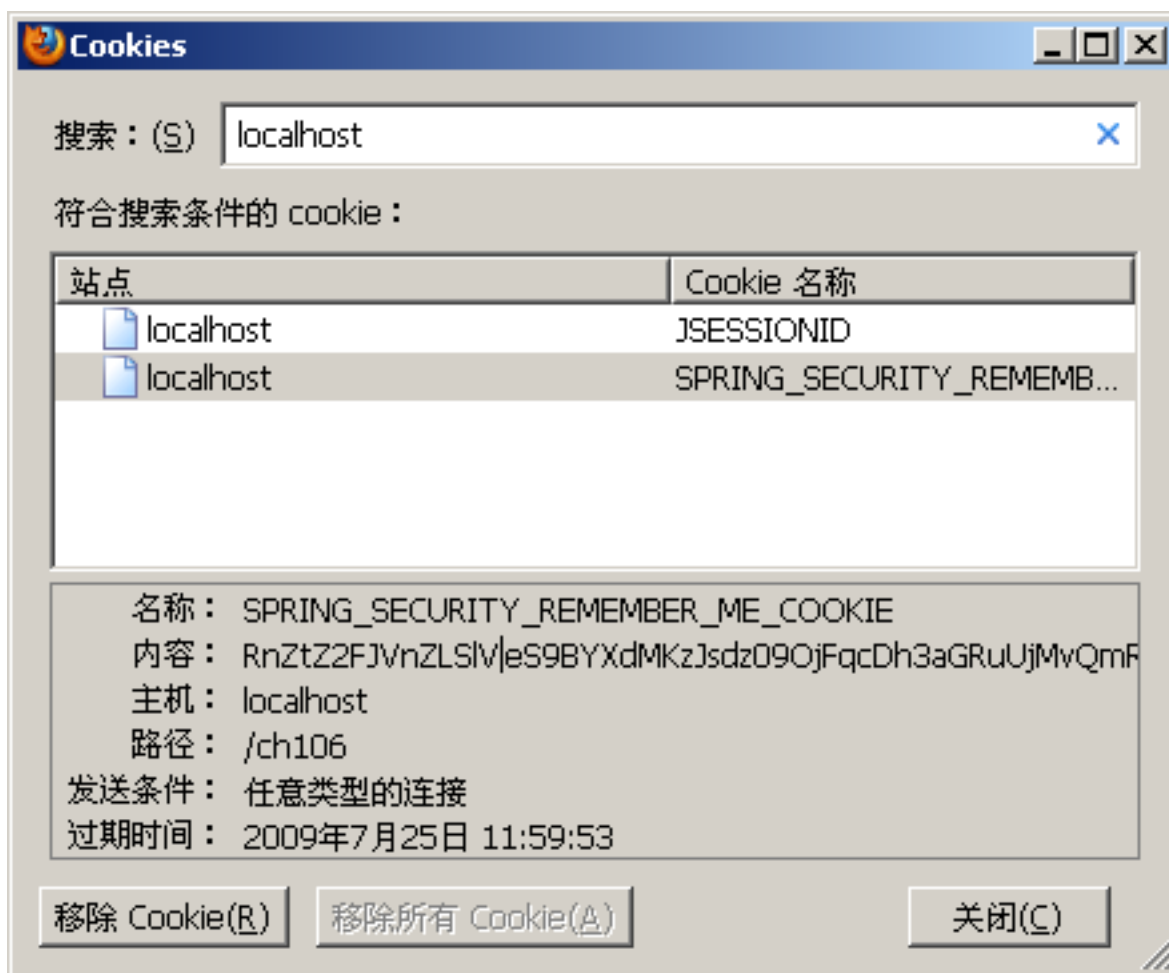 Cookies
搜索：(S) localhost
符合搜索条件的 cookie：
站点 Cookie 名称
localhost JSESSIONID
localhost SPRING_SECURITY_REMEMB...
名称： SPRING_SECURITY_REMEMBER_ME_COOKIE
内容： RnZtZ2FJVnZLSlV|eS9BYXdMKzJsdz09OjFqcDh3aGRuUjMvQmR
主机： localhost
路径： /ch106
发送条件： 任意类型的连接
过期时间： 2009年7月25日 11:59:53
移除 Cookie(R) 移除所有 Cookie(A) 关闭(C)